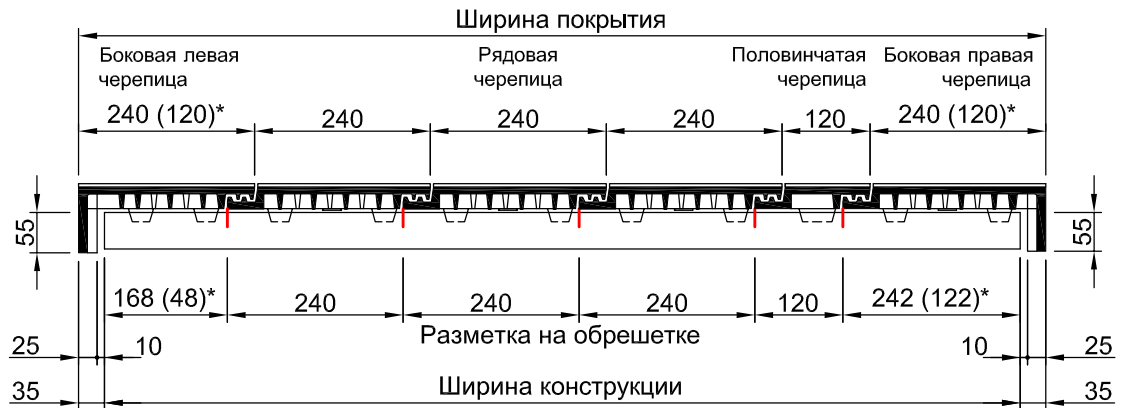 Ширина покрытия
Боковая левая
черепица
Рядовая
черепица
Половинчатая
черепица
Боковая правая
черепица
240 (120)*
240
240
240
120
240 (120)*
55
55
168 (48)*
240
240
240
120
242 (122)*
Разметка на обрешетке
25
10
10
25
35
Ширина конструкции
35